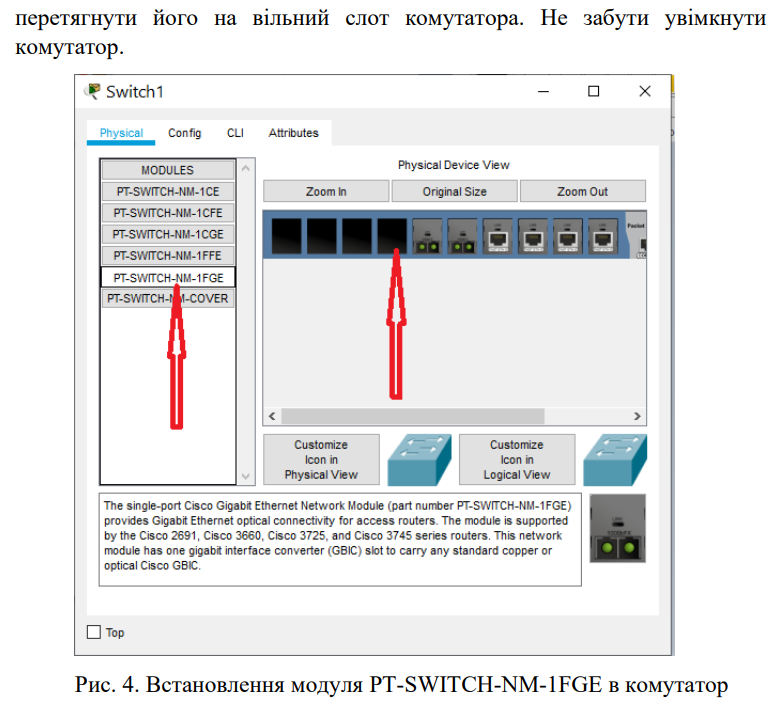 перетягнути його на вільний слот комутатора. Не забути увімкнути
комутатор.
Switch1
Physical Config CLI Attributes
MODULES
PT-SWITCH-NM-1CE
PT-SWITCH-NM-1CFE
PT-SWITCH-NM-1CGE
PT-SWITCH-NM-1FFE
PT-SWITCH-NM-1FGE
PT-SWITCH-NM-COVER
Physical Device View
Zoom In Original Size Zoom Out
Customize
Icon in
Physical View
Customize
Icon in
Logical View
The single-port Cisco Gigabit Ethernet Network Module (part number PT-SWITCH-NM-1FGE)
provides Gigabit Ethernet optical connectivity for access routers. The module is supported
by the Cisco 2691, Cisco 3660, Cisco 3725, and Cisco 3745 series routers. This network
module has one gigabit interface converter (GBIC) slot to carry any standard copper or
optical Cisco GBIC.
Top
Рис. 4. Встановлення модуля PT-SWITCH-NM-1FGE в комутатор